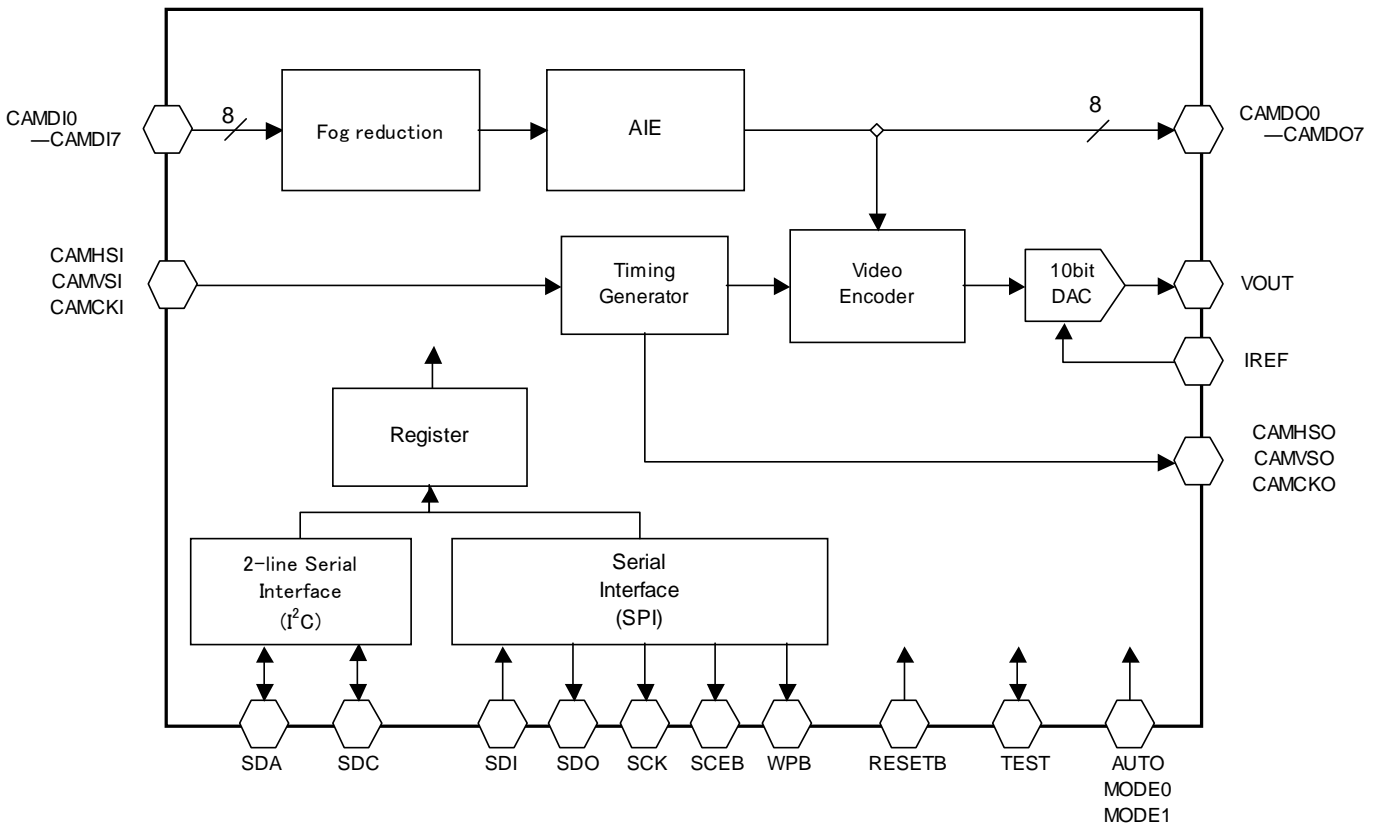 CAMDI0
—CAMDI7
8
Fog reduction
AIE
8
CAMDO0
—CAMDO7
CAMHSI
CAMVSI
CAMCKI
Timing
Generator
Video
Encoder
10bit
DAC
VOUT
IREF
Register
CAMHSO
CAMVSO
CAMCKO
2-line Serial
Interface
(I²C)
Serial
Interface
(SPI)
SDA
SDC
SDI
SDO
SCK
SCEB
WPB
RESETB
TEST
AUTO
MODE0
MODE1